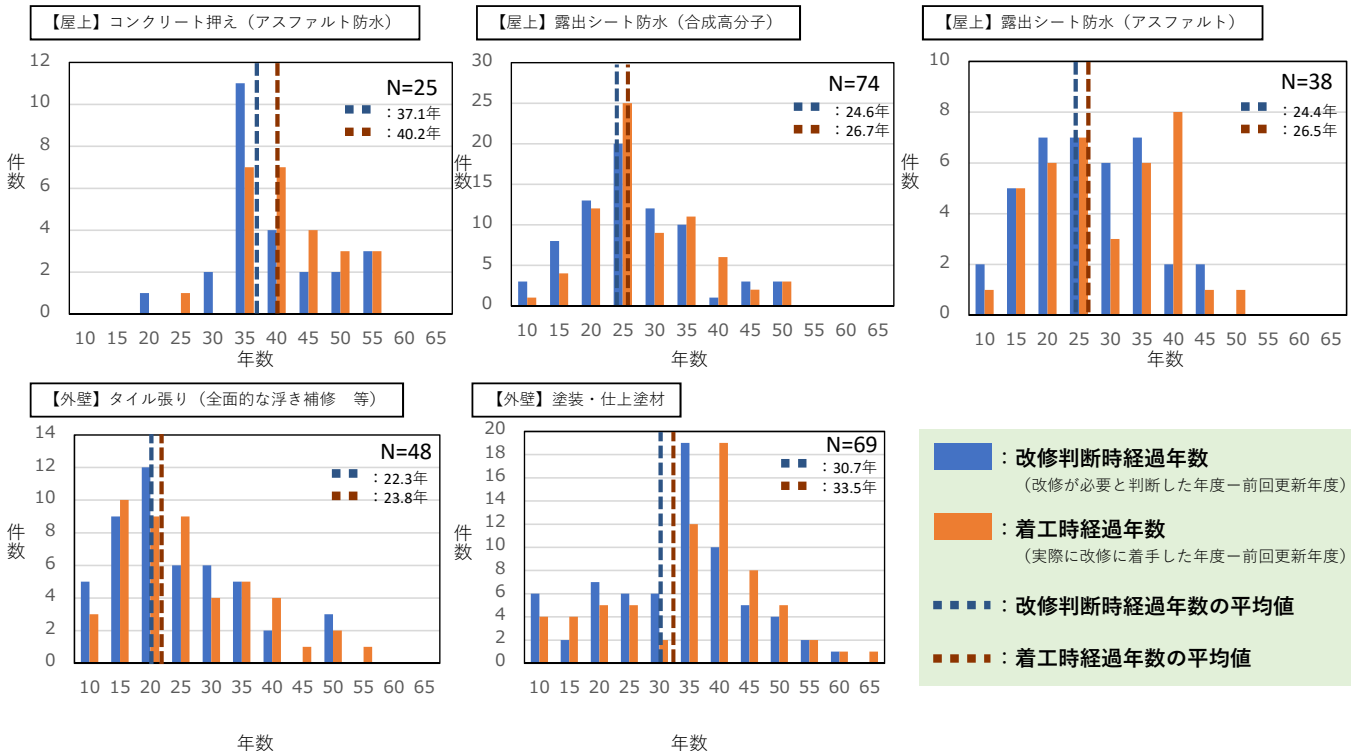 【屋上】コンクリート押え（アスファルト防水）
12
10
8
6
4
2
0
件数
N=25
：37.1年
：40.2年
10 15 20 25 30 35 40 45 50 55 60 65
年数
【屋上】露出シート防水（合成高分子）
30
25
20
15
10
5
0
件数
N=74
：24.6年
：26.7年
10 15 20 25 30 35 40 45 50 55 60 65
年数
【屋上】露出シート防水（アスファルト）
10
8
6
4
2
0
件数
N=38
：24.4年
：26.5年
10 15 20 25 30 35 40 45 50 55 60 65
年数
【外壁】タイル張り（全面的な浮き補修　等）
14
12
10
8
6
4
2
0
件数
N=48
：22.3年
：23.8年
10 15 20 25 30 35 40 45 50 55 60 65
年数
【外壁】塗装・仕上塗材
20
18
16
14
12
10
8
6
4
2
0
件数
N=69
：30.7年
：33.5年
10 15 20 25 30 35 40 45 50 55 60 65
年数
：改修判断時経過年数
（改修が必要と判断した年度ー前回更新年度）
：着工時経過年数
（実際に改修に着手した年度ー前回更新年度）
：改修判断時経過年数の平均値
：着工時経過年数の平均値